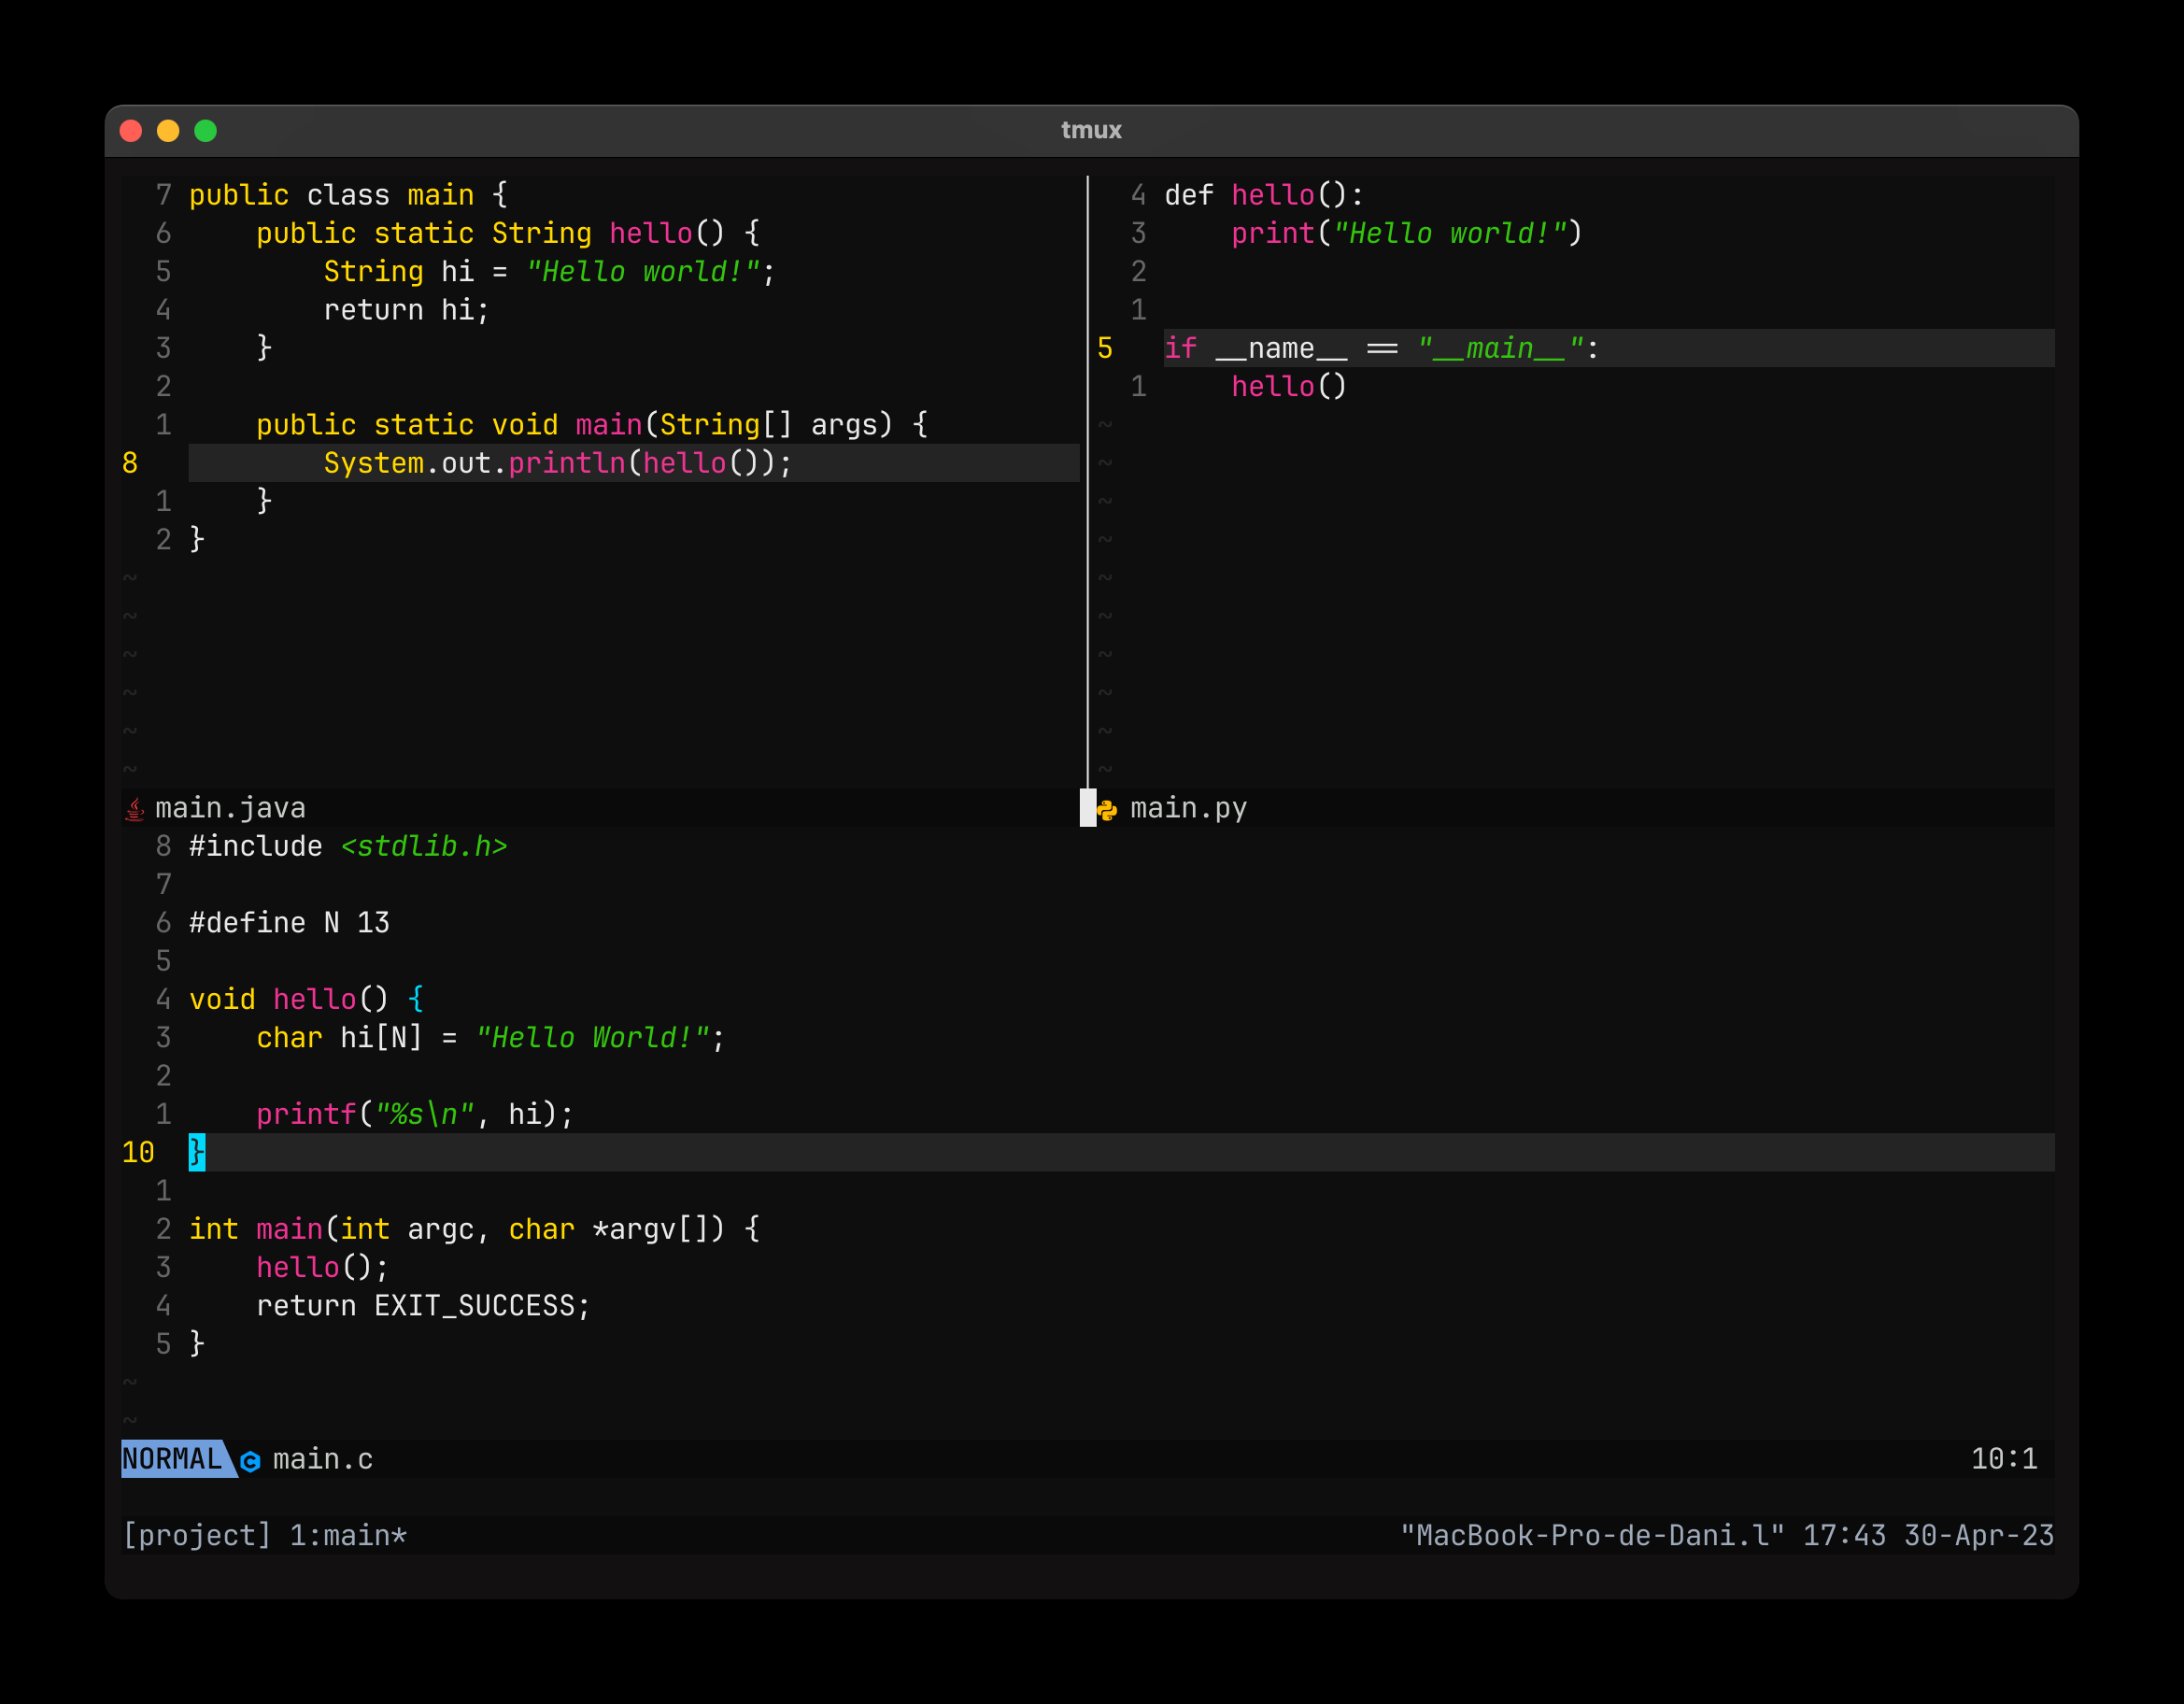 tmux
7 public class main {
6     public static String hello() {
5         String hi = "Hello world!";
4         return hi;
3     }
2
1     public static void main(String[] args) {
8         System.out.println(hello());
1     }
2 }
~
~
~
~
~
~
main.java
4 def hello():
3     print("Hello world!")
2
1
5 if __name__ == "__main__":
1     hello()
~
~
~
~
~
~
~
~
~
~
main.py
8 #include <stdlib.h>
7
6 #define N 13
5
4 void hello() {
3     char hi[N] = "Hello World!";
2
1     printf("%s\n", hi);
10 }
1
2 int main(int argc, char *argv[]) {
3     hello();
4     return EXIT_SUCCESS;
5 }
~
~
NORMAL main.c 10:1
[project] 1:main* "MacBook-Pro-de-Dani.l" 17:43 30-Apr-23